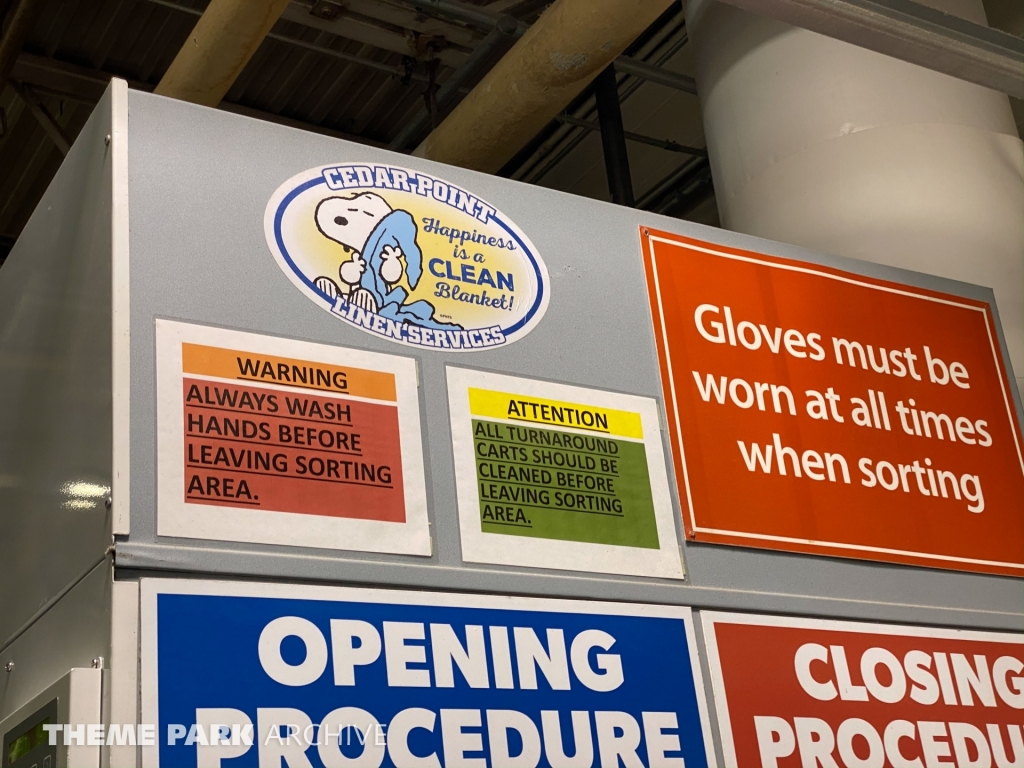 CEDAR POINT
Happiness
is a
CLEAN
Blanket!
LINEN SERVICES
WARNING
ALWAYS WASH
HANDS BEFORE
LEAVING SORTING
AREA.
ATTENTION
ALL TURNAROUND
CARTS SHOULD BE
CLEANED BEFORE
LEAVING SORTING
AREA.
Gloves must be
worn at all times
when sorting
OPENING
PROCEDURE
CLOSING
PROCEDU
THEME PARK ARCHIVE